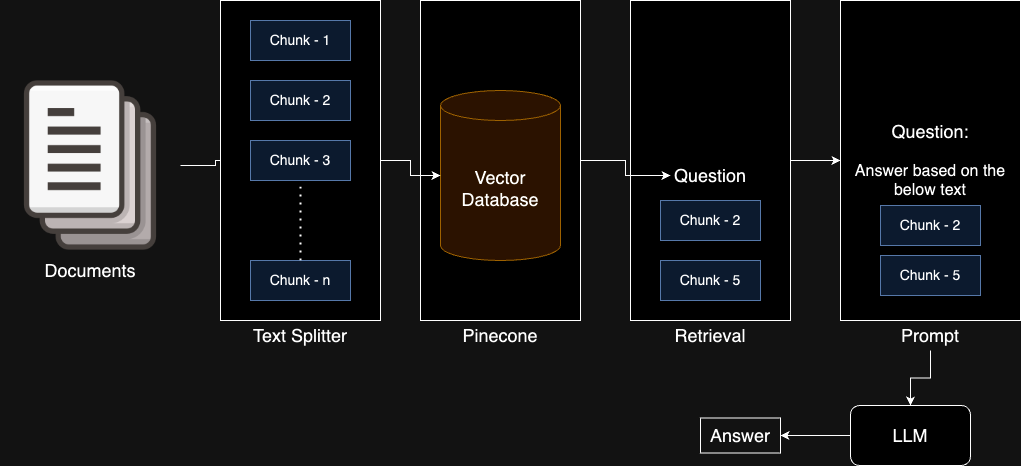 Documents
Chunk - 1
Chunk - 2
Chunk - 3
Chunk - n
Text Splitter
Vector
Database
Pinecone
Question
Chunk - 2
Chunk - 5
Retrieval
Question:
Answer based on the
below text
Chunk - 2
Chunk - 5
Prompt
LLM
Answer